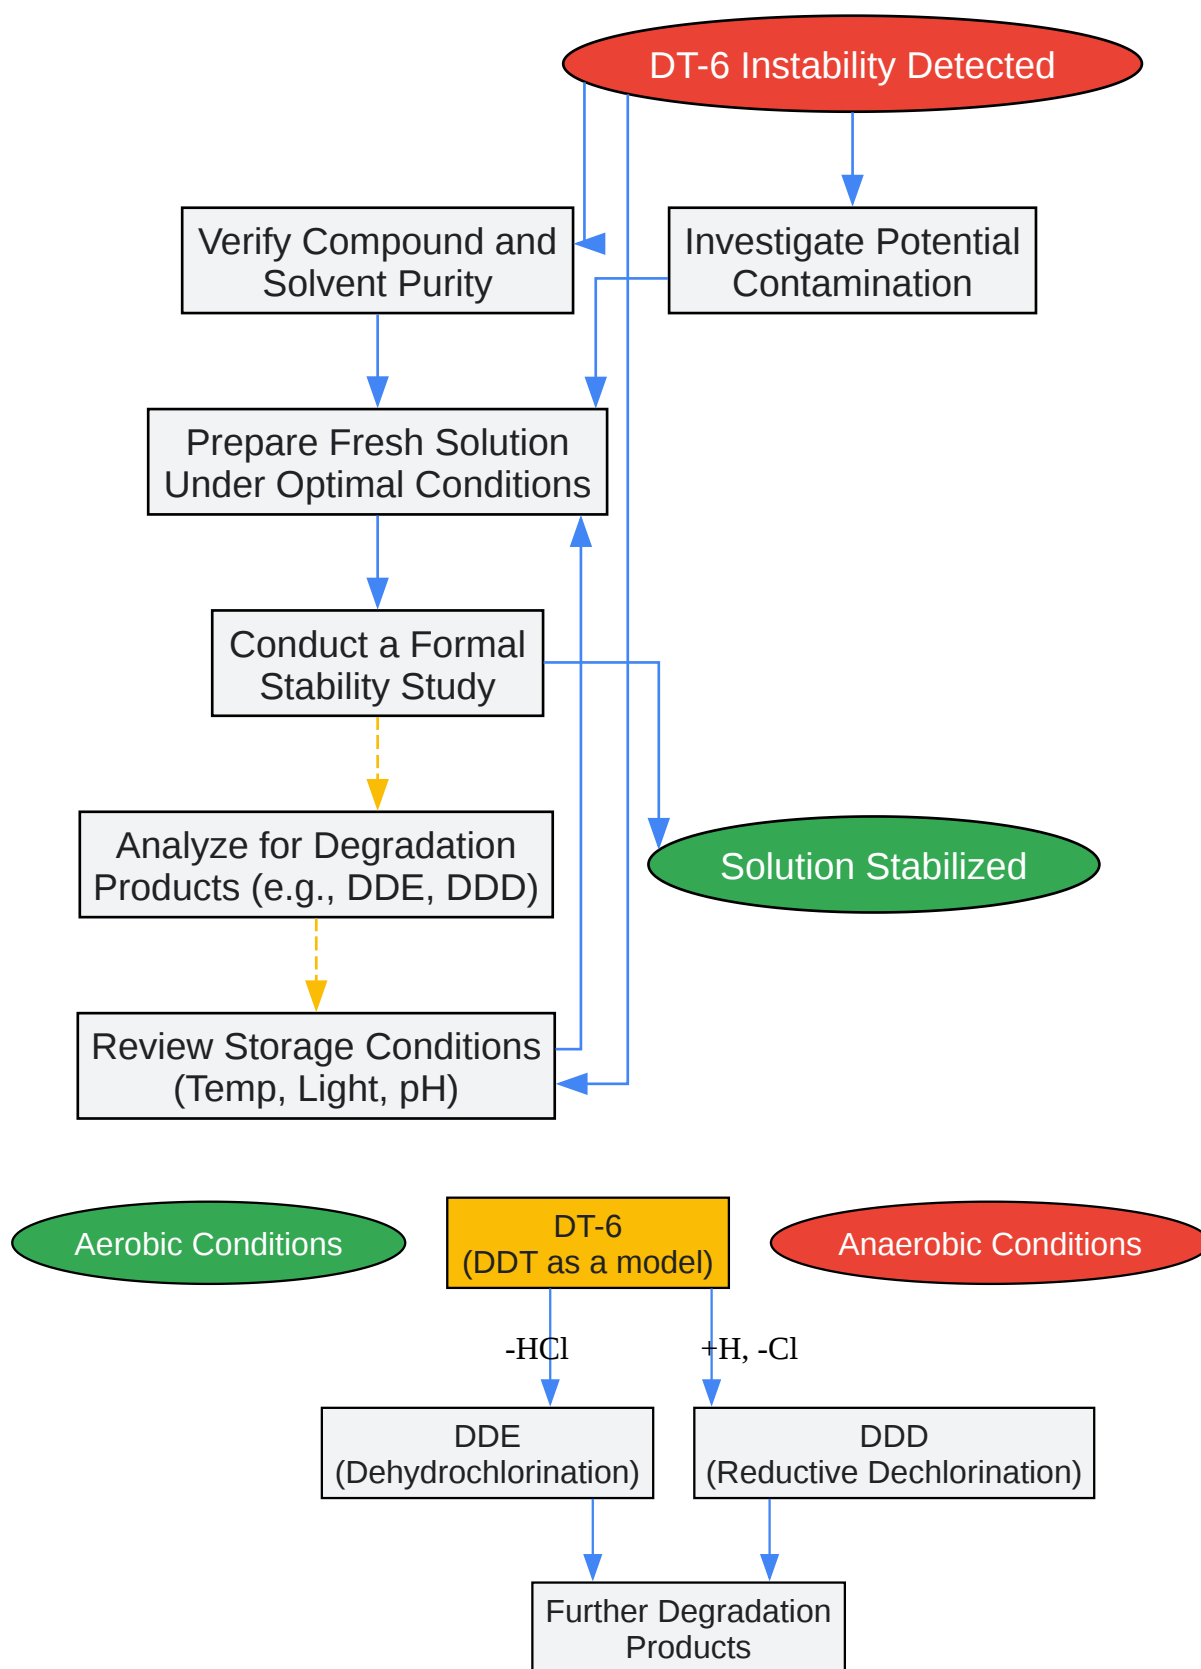 DT-6 Instability Detected
Verify Compound and
Solvent Purity
Investigate Potential
Contamination
Prepare Fresh Solution
Under Optimal Conditions
Conduct a Formal
Stability Study
Analyze for Degradation
Products (e.g., DDE, DDD)
Solution Stabilized
Review Storage Conditions
(Temp, Light, pH)
Aerobic Conditions
DT-6
(DDT as a model)
Anaerobic Conditions
-HCl
+H, -Cl
DDE
(Dehydrochlorination)
DDD
(Reductive Dechlorination)
Further Degradation
Products